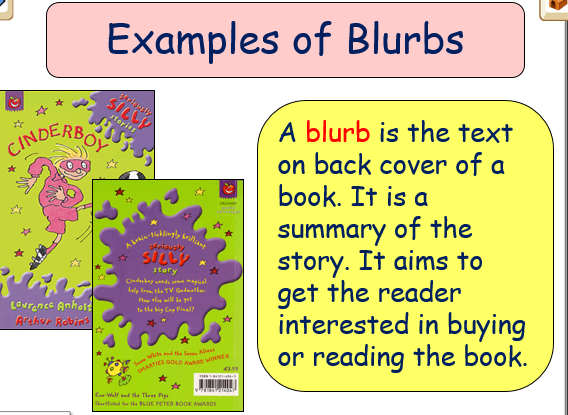 Examples of Blurbs
seriously
SILLY
stories
CINDERBOY
Laurence Anholt
Arthur Robins
A brain-ticklingly brilliant
seriously
SILLY
story
Cinderboy needs some magical
help from the TV Godmother.
How else will he get
to the big Cup Final?
Snow White and the Seven Aliens
SMARTIES GOLD AWARD WINNER
£3.99
Eco-Wolf and the Three Pigs
Shortlisted for the BLUE PETER BOOK AWARDS
A blurb is the text
on back cover of a
book. It is a
summary of the
story. It aims to
get the reader
interested in buying
or reading the book.